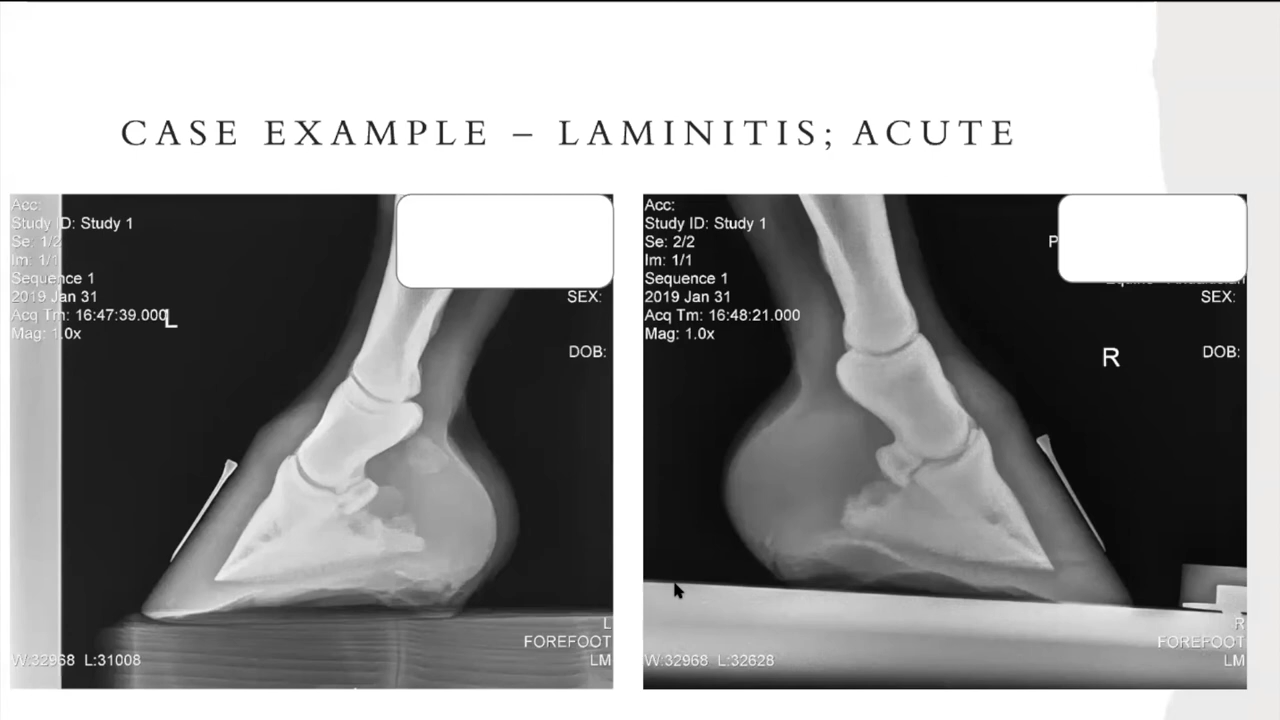 CASE EXAMPLE – LAMINITIS; ACUTE
Acc:
Study ID: Study 1
Se: 1/2
Im: 1/1
Sequence 1
2019 Jan 31
Acq Tm: 16:47:39.000
Mag: 1.0x
L
SEX:
DOB:
L
FOREFOOT
LM
W:32968 L:31008
Acc:
Study ID: Study 1
Se: 2/2
Im: 1/1
Sequence 1
2019 Jan 31
Acq Tm: 16:48:21.000
Mag: 1.0x
P
SEX:
R
DOB:
R
FOREFOOT
LM
W:32968 L:32628